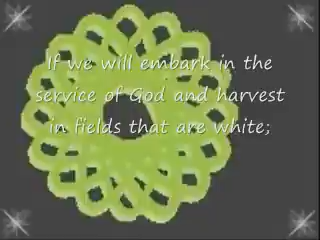 If we will embark in the
service of God and harvest
in fields that are white;